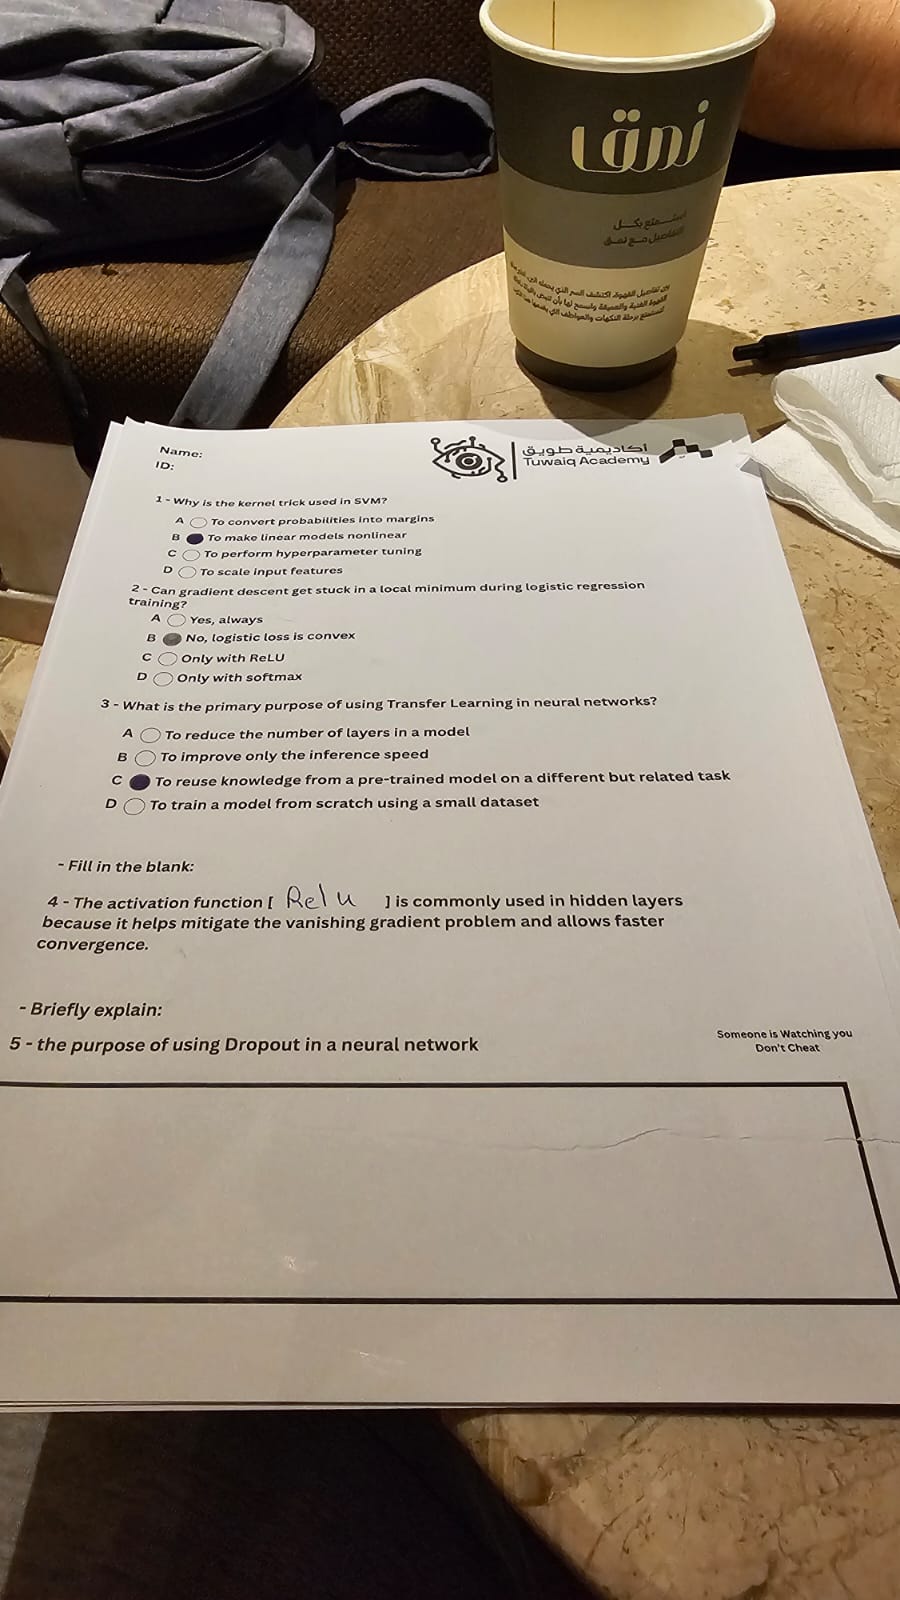 نمق
استمتع بكل
التفاصيل مع نمق
Name:
ID:
أكاديمية طويق
Tuwaiq Academy
1 - Why is the kernel trick used in SVM?
A To convert probabilities into margins
B To make linear models nonlinear
C To perform hyperparameter tuning
D To scale input features
2 - Can gradient descent get stuck in a local minimum during logistic regression
training?
A Yes, always
B No, logistic loss is convex
C Only with ReLU
D Only with softmax
3 - What is the primary purpose of using Transfer Learning in neural networks?
A To reduce the number of layers in a model
B To improve only the inference speed
C To reuse knowledge from a pre-trained model on a different but related task
D To train a model from scratch using a small dataset
- Fill in the blank:
4 - The activation function [ Relu ] is commonly used in hidden layers
because it helps mitigate the vanishing gradient problem and allows faster
convergence.
- Briefly explain:
5 - the purpose of using Dropout in a neural network
Someone is Watching you
Don't Cheat